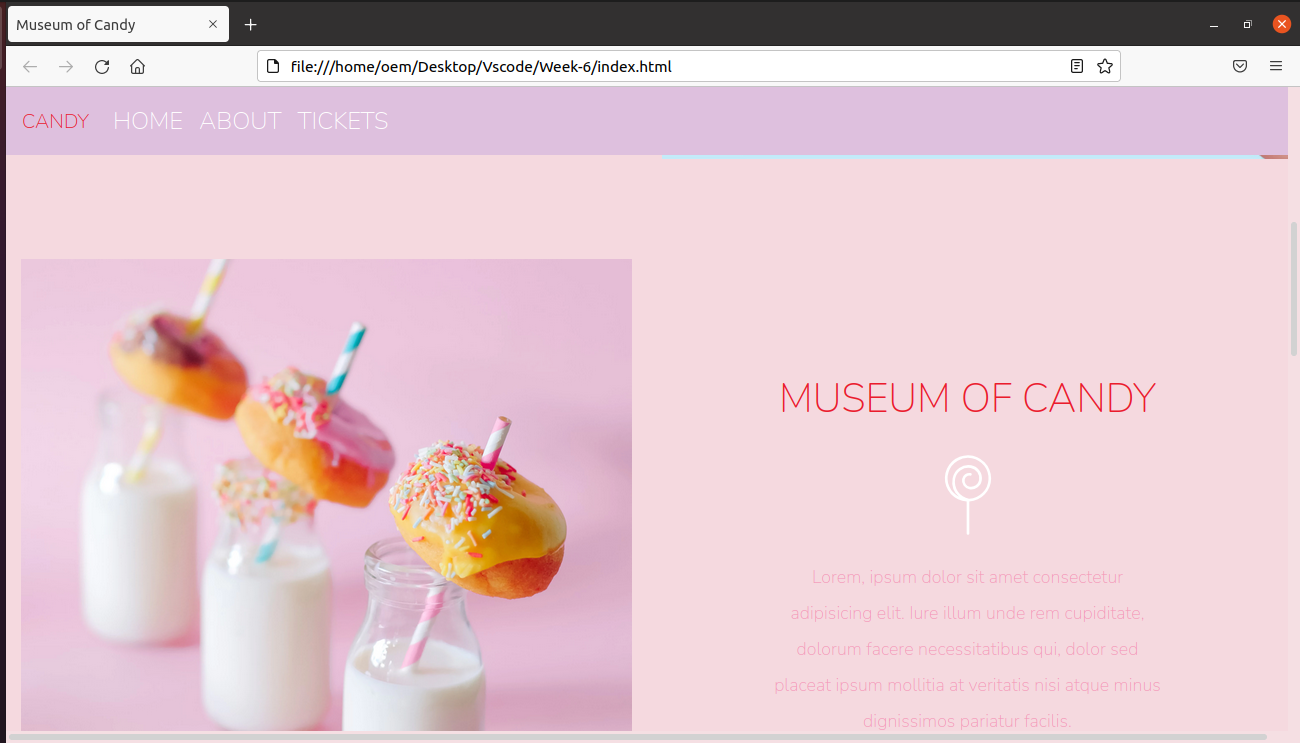 Museum of Candy
file:///home/oem/Desktop/Vscode/Week-6/index.html
CANDY HOME ABOUT TICKETS
MUSEUM OF CANDY
Lorem, ipsum dolor sit amet consectetur
adipisicing elit. Iure illum unde rem cupiditate,
dolorum facere necessitatibus qui, dolor sed
placeat ipsum mollitia at veritatis nisi atque minus
dignissimos pariatur facilis.